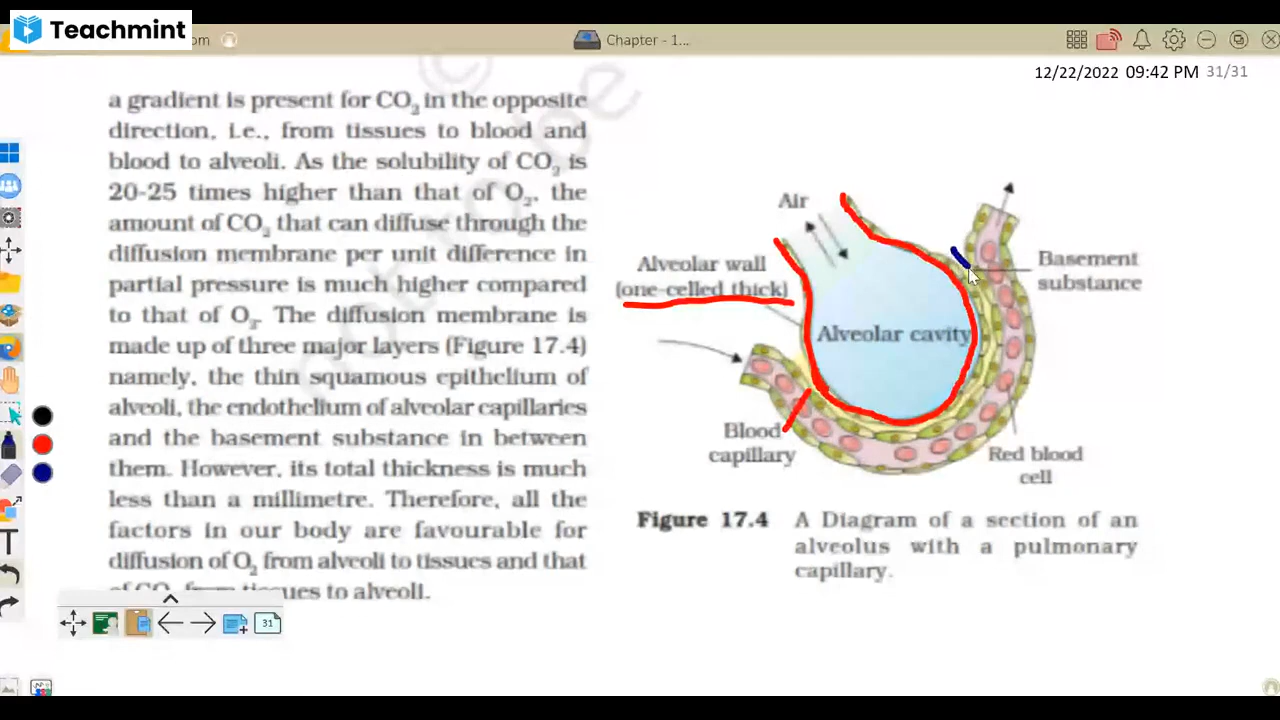 Teachmint
om
Chapter - 1...
12/22/2022 09:42 PM 31/31
a gradient is present for CO₂ in the opposite
direction, i.e., from tissues to blood and
blood to alveoli. As the solubility of CO₂ is
20-25 times higher than that of O₂, the
amount of CO₂ that can diffuse through the
diffusion membrane per unit difference in
partial pressure is much higher compared
to that of O₂. The diffusion membrane is
made up of three major layers (Figure 17.4)
namely, the thin squamous epithelium of
alveoli, the endothelium of alveolar capillaries
and the basement substance in between
them. However, its total thickness is much
less than a millimetre. Therefore, all the
factors in our body are favourable for
diffusion of O₂ from alveoli to tissues and that
of CO₂ from tissues to alveoli.
Air
Alveolar wall
(one-celled thick)
Basement
substance
Alveolar cavity
Blood
capillary
Red blood
cell
Figure 17.4 A Diagram of a section of an
alveolus with a pulmonary
capillary.
31